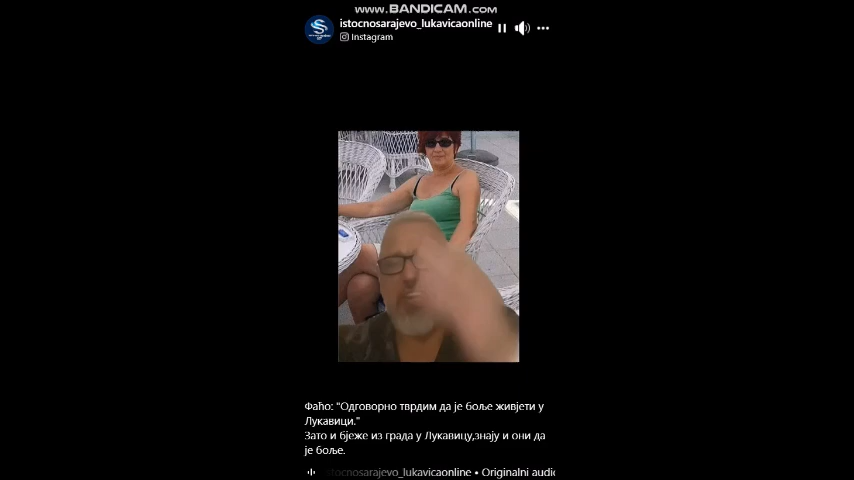 WWW.BANDICAM.COM
istocnosarajevo_lukavicaonline
Instagram
Фаћо: "Одговорно тврдим да је боље живјети у
Лукавици."
Зато и бјеже из града у Лукавицу,знају и они да
је боље.
istocnosarajevo_lukavicaonline • Originalni audio